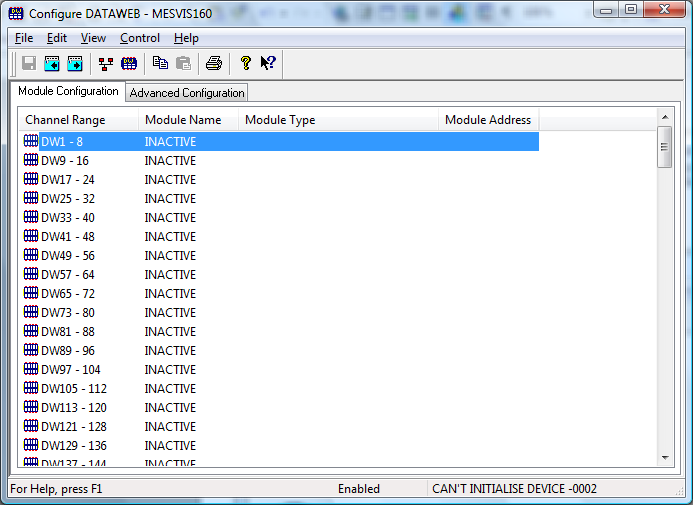 Configure DATAWEB - MESVIS160
File Edit View Control Help
Module Configuration Advanced Configuration
Channel Range Module Name Module Type Module Address
DW1 - 8 INACTIVE
DW9 - 16 INACTIVE
DW17 - 24 INACTIVE
DW25 - 32 INACTIVE
DW33 - 40 INACTIVE
DW41 - 48 INACTIVE
DW49 - 56 INACTIVE
DW57 - 64 INACTIVE
DW65 - 72 INACTIVE
DW73 - 80 INACTIVE
DW81 - 88 INACTIVE
DW89 - 96 INACTIVE
DW97 - 104 INACTIVE
DW105 - 112 INACTIVE
DW113 - 120 INACTIVE
DW121 - 128 INACTIVE
DW129 - 136 INACTIVE
DW137 - 144 INACTIVE
For Help, press F1 Enabled CAN'T INITIALISE DEVICE -0002